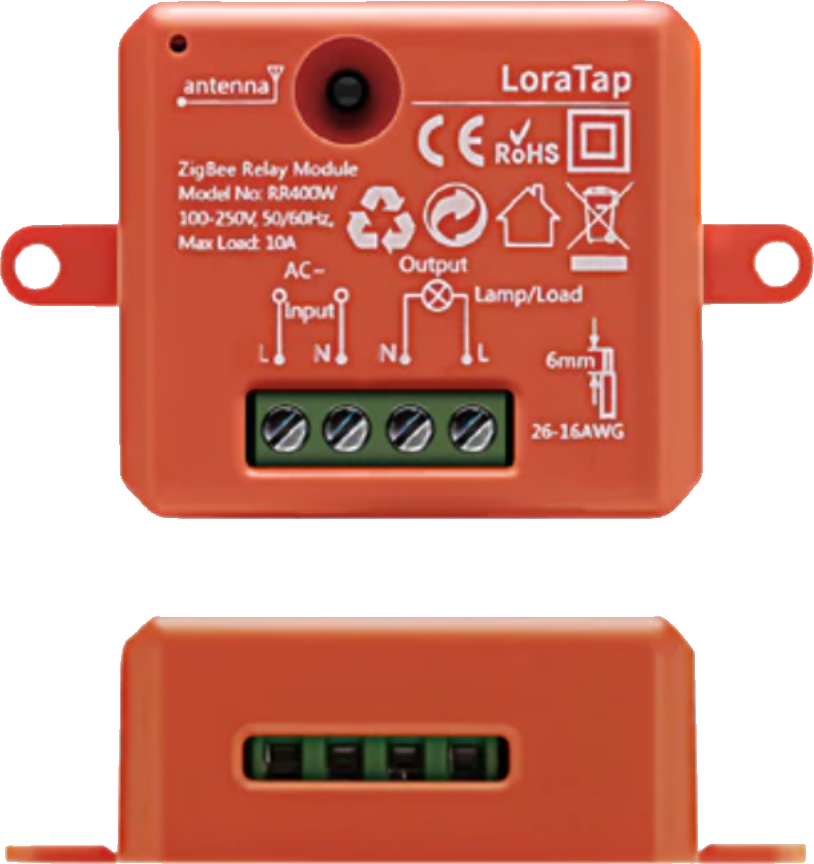 antenna
LoraTap
CE RoHS
ZigBee Relay Module
Model No: RR400W
100-250V, 50/60Hz,
Max Load: 10A
AC~
Output
Input
Lamp/Load
L N N L
6mm
26-16AWG